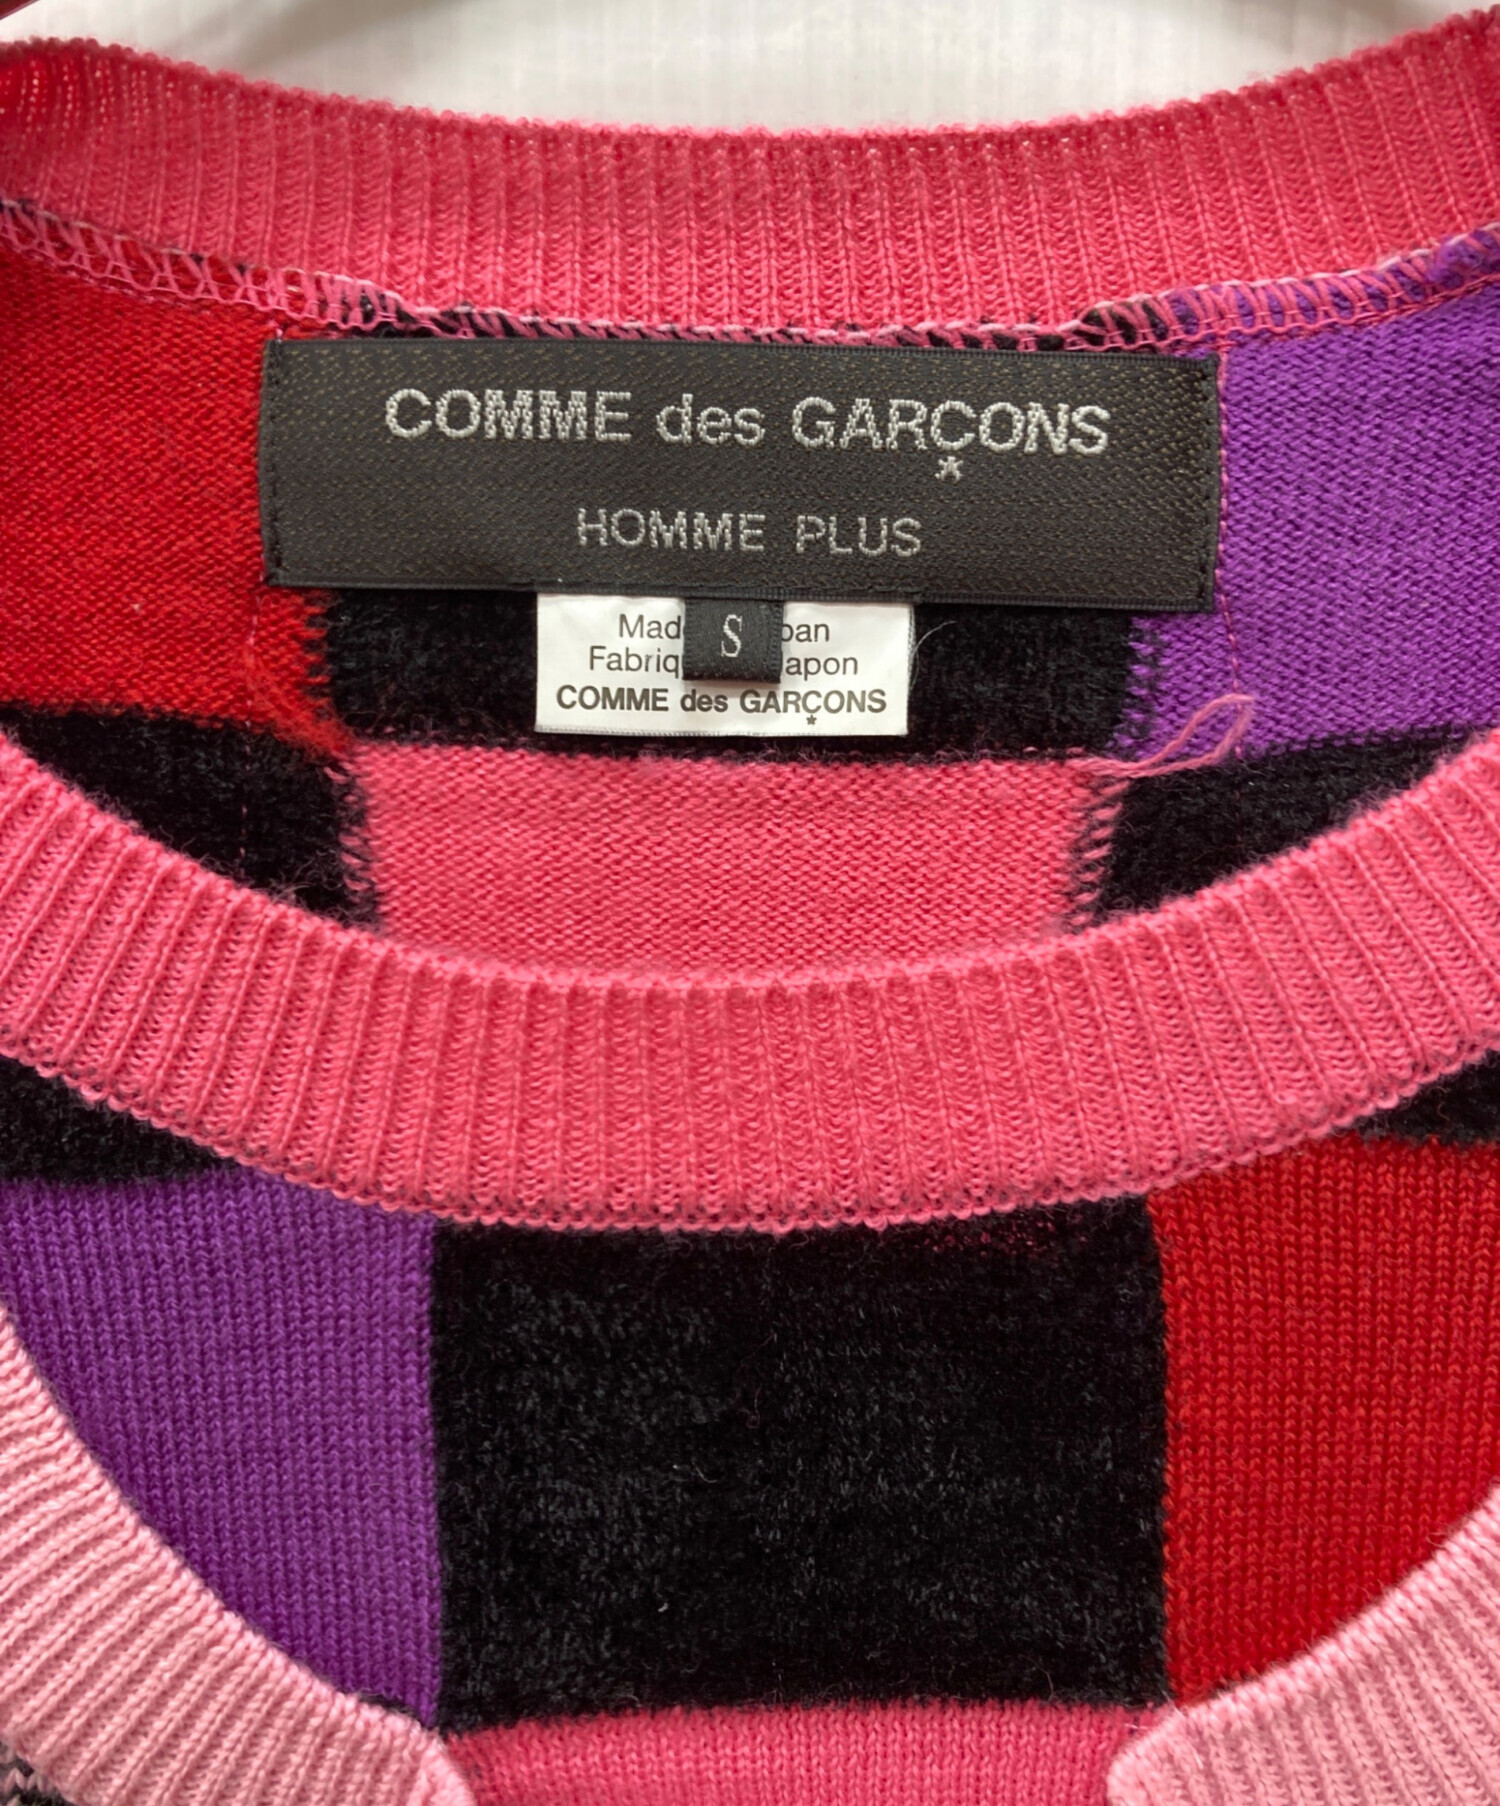 COMME des GARÇONS
*
HOMME PLUS
S
COMME des GARÇONS
*